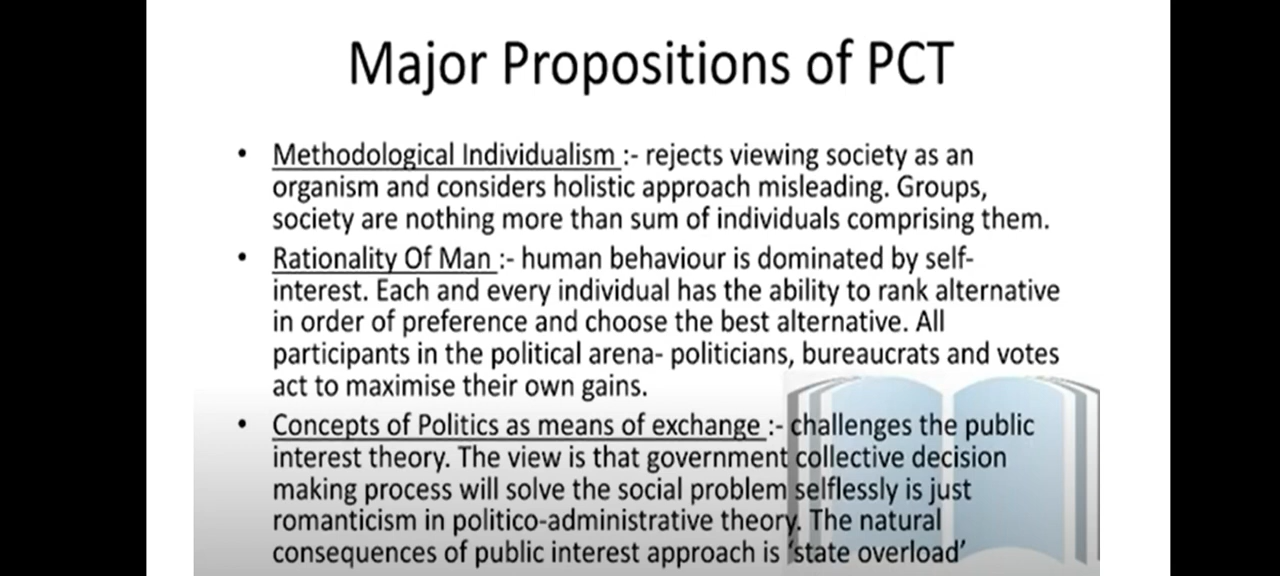 Major Propositions of PCT
• Methodological Individualism :- rejects viewing society as an
organism and considers holistic approach misleading. Groups,
society are nothing more than sum of individuals comprising them.
• Rationality Of Man :- human behaviour is dominated by self-
interest. Each and every individual has the ability to rank alternative
in order of preference and choose the best alternative. All
participants in the political arena- politicians, bureaucrats and votes
act to maximise their own gains.
• Concepts of Politics as means of exchange :- challenges the public
interest theory. The view is that government collective decision
making process will solve the social problem selflessly is just
romanticism in politico-administrative theory. The natural
consequences of public interest approach is ‘state overload’